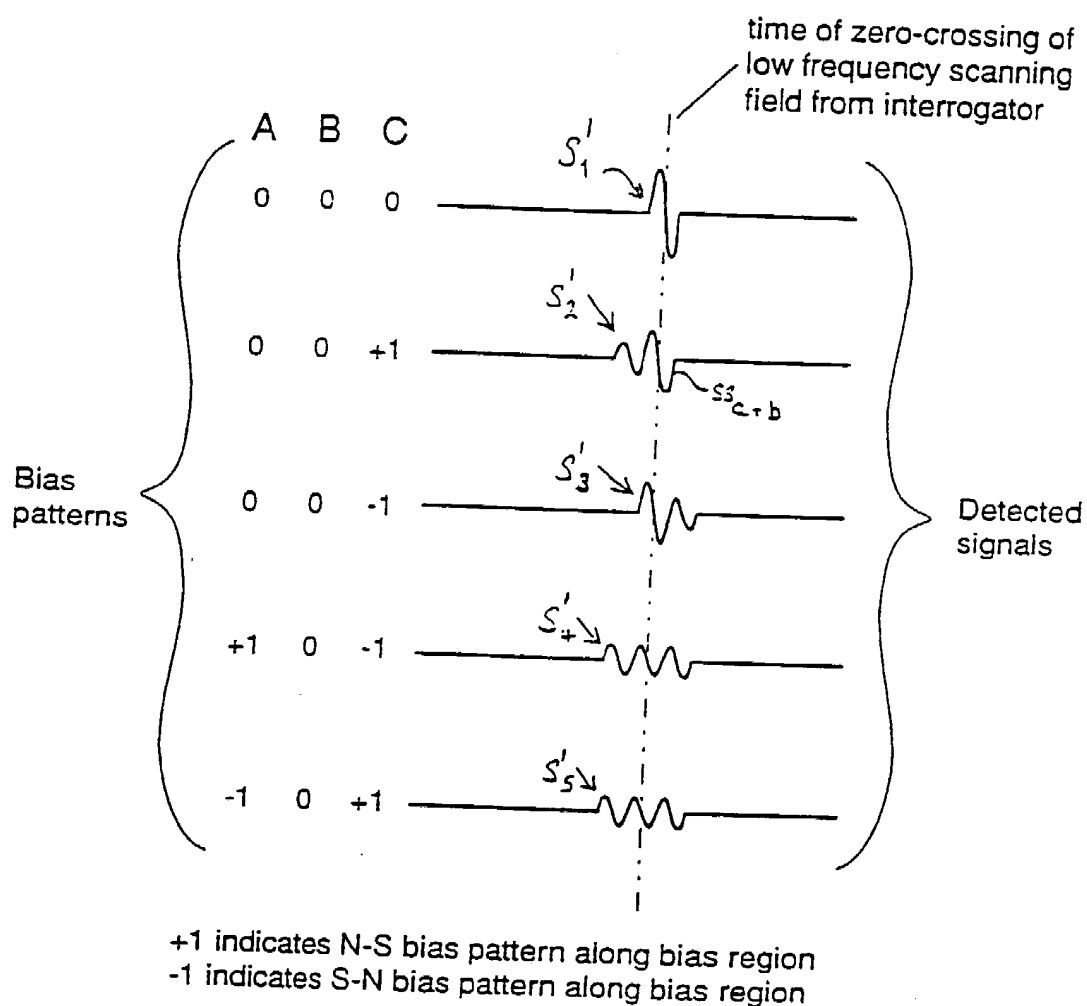 time of zero-crossing of
low frequency scanning
field from interrogator
A B C
S'1
0 0 0
S'2
0 0 +1
S3c+b
S'3
Bias
patterns
0 0 -1
Detected
signals
S'4
+1 0 -1
S'5
-1 0 +1
+1 indicates N-S bias pattern along bias region
-1 indicates S-N bias pattern along bias region